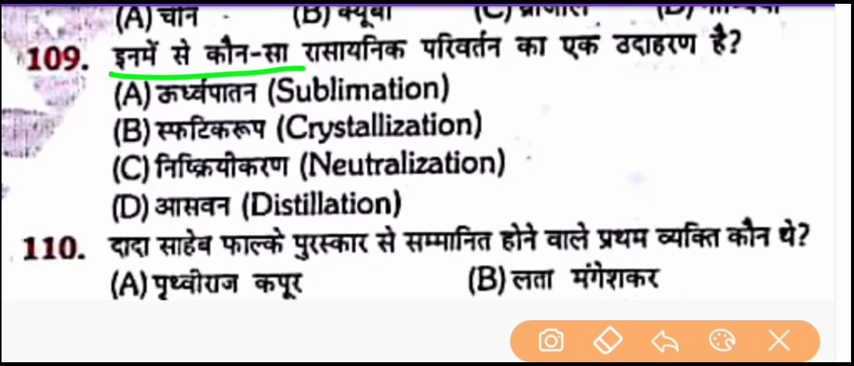 (A) चीन (B) क्यूबा
109. इनमें से कौन-सा रासायनिक परिवर्तन का एक उदाहरण है?
(A) ऊर्ध्वपातन (Sublimation)
(B) स्फटिकरूप (Crystallization)
(C) निष्क्रियीकरण (Neutralization)
(D) आसवन (Distillation)
110. दादा साहेब फाल्के पुरस्कार से सम्मानित होने वाले प्रथम व्यक्ति कौन थे?
(A) पृथ्वीराज कपूर (B) लता मंगेशकर